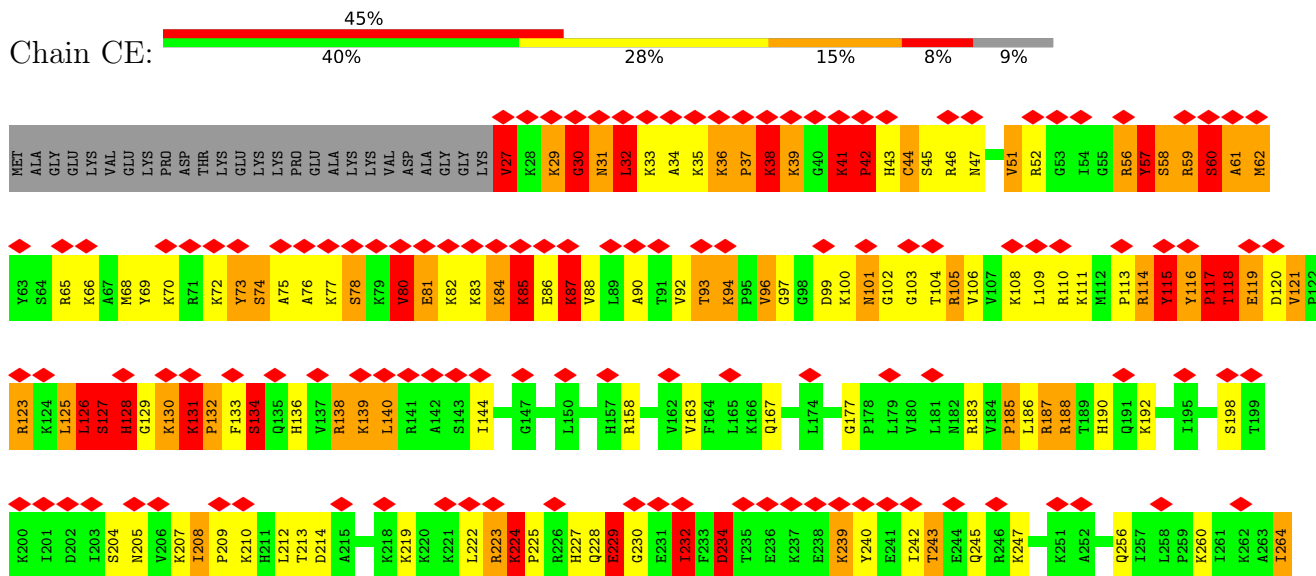 45%
Chain CE:
40% 28% 15% 8% 9%
MET ALA GLY GLU LYS VAL GLU LYS PRO ASP THR LYS GLU LYS LYS PRO GLU ALA LYS LYS VAL ASP ALA GLY GLY LYS V27 K28 K29 G30 N31 L32 K33 A34 K35 K36 P37 K38 K39 G40 K41 P42 H43 C44 S45 R46 N47 V51 R52 G53 I54 G55 R56 Y57 S58 R59 S60 A61 M62
Y63 S64 R65 K66 A67 M68 Y69 K70 R71 K72 Y73 S74 A75 A76 K77 S78 K79 V80 E81 K82 K83 K84 K85 E86 K87 V88 L89 A90 T91 V92 T93 K94 P95 V96 G97 G98 D99 K100 N101 G102 G103 T104 R105 V106 V107 K108 L109 R110 K111 M112 P113 R114 Y115 Y116 P117 T118 E119 D120 V121 P122
R123 K124 L125 L126 S127 H128 G129 K130 K131 P132 F133 S134 Q135 H136 V137 R138 K139 L140 R141 A142 S143 I144 G147 L150 H157 R158 V162 V163 F164 L165 K166 Q167 L174 G177 P178 L179 V180 L181 N182 R183 V184 P185 L186 R187 R188 T189 H190 Q191 K192 I195 S198 T199
K200 I201 D202 I203 S204 N205 V206 K207 I208 P209 K210 H211 L212 T213 D214 A215 K218 K219 K220 K221 L222 R223 K224 P225 R226 H227 Q228 E229 G230 E231 I232 F233 D234 T235 E236 K237 E238 K239 Y240 E241 I242 T243 E244 Q245 R246 K247 K251 A252 Q256 I257 L258 P259 K260 I261 K262 A263 I264